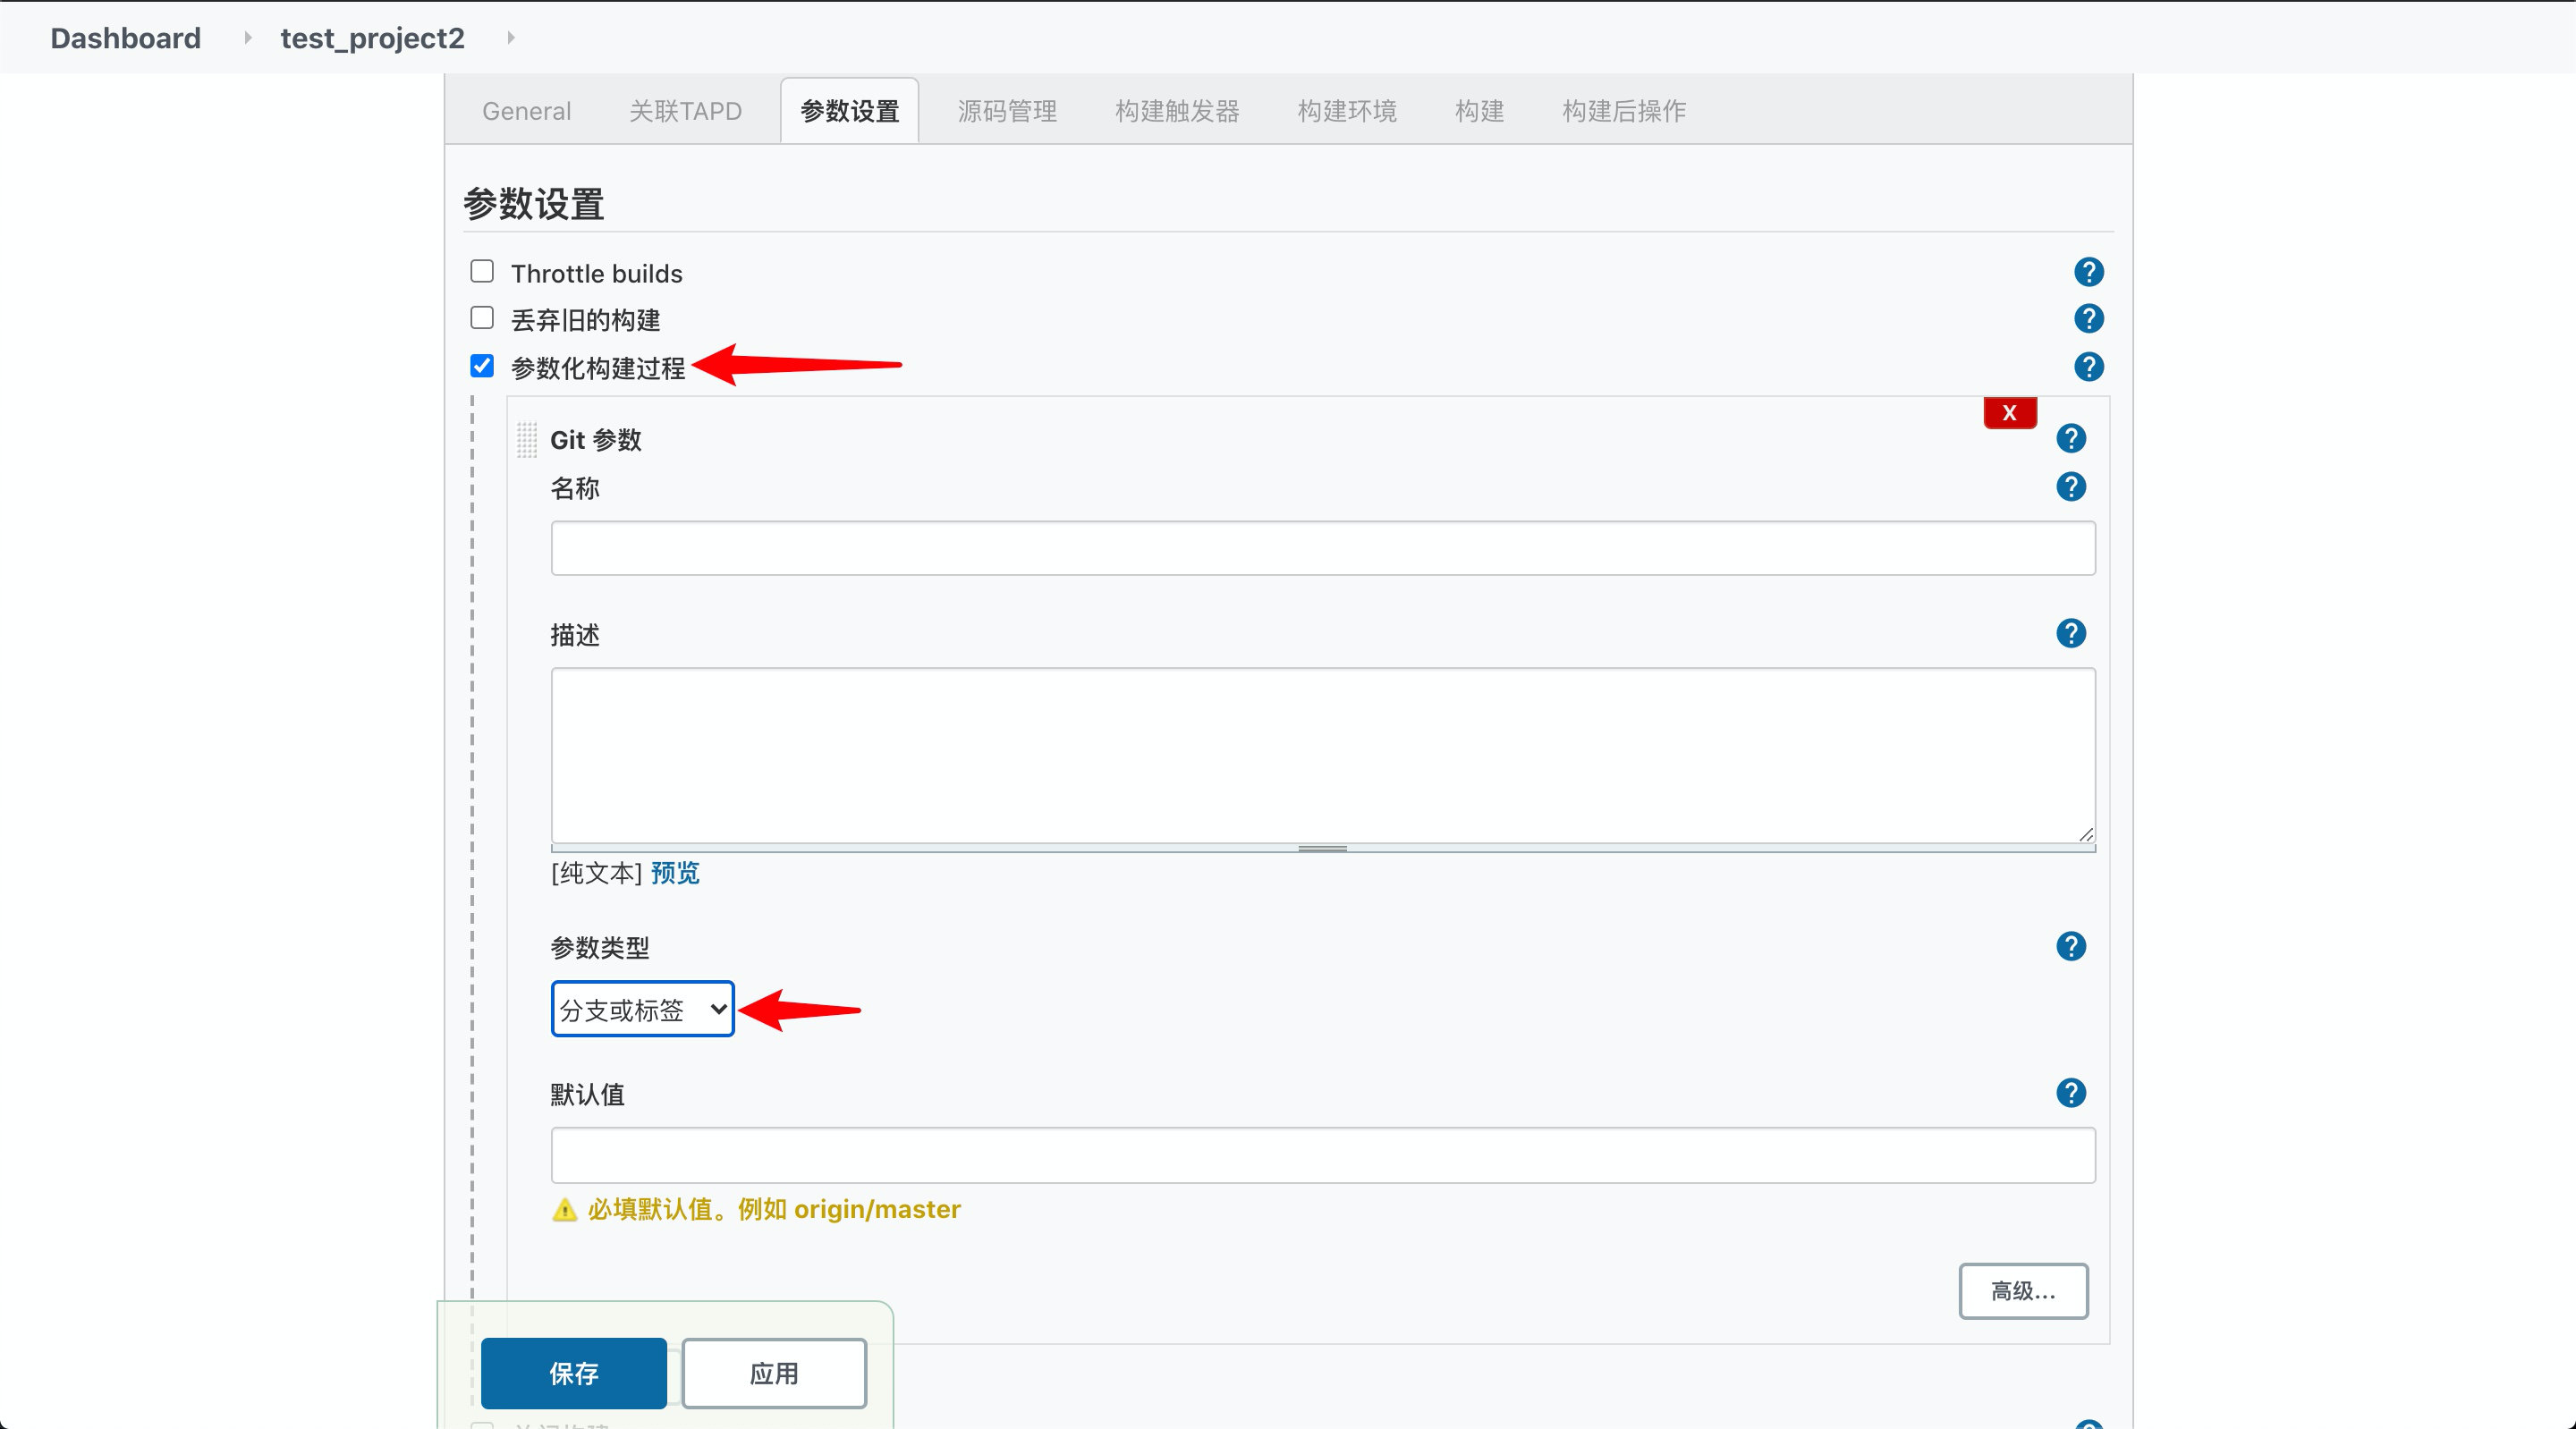 Dashboard test_project2
General 关联TAPD 参数设置 源码管理 构建触发器 构建环境 构建 构建后操作
参数设置
Throttle builds ?
丢弃旧的构建 ?
参数化构建过程 ?
X
Git 参数 ?
名称 ?
描述 ?
[纯文本] 预览
参数类型 ?
分支或标签
默认值 ?
必填默认值。例如 origin/master
高级...
保存 应用